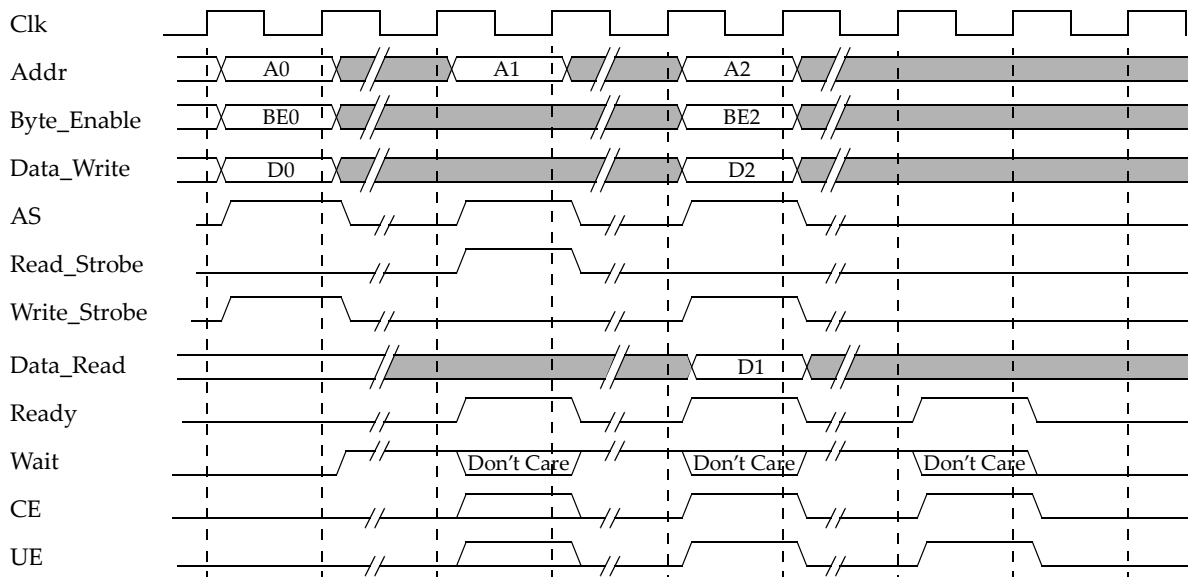 Clk
Addr A0 A1 A2
Byte_Enable BE0 BE2
Data_Write D0 D2
AS
Read_Strobe
Write_Strobe
Data_Read D1
Ready
Wait Don't Care Don't Care Don't Care
CE
UE